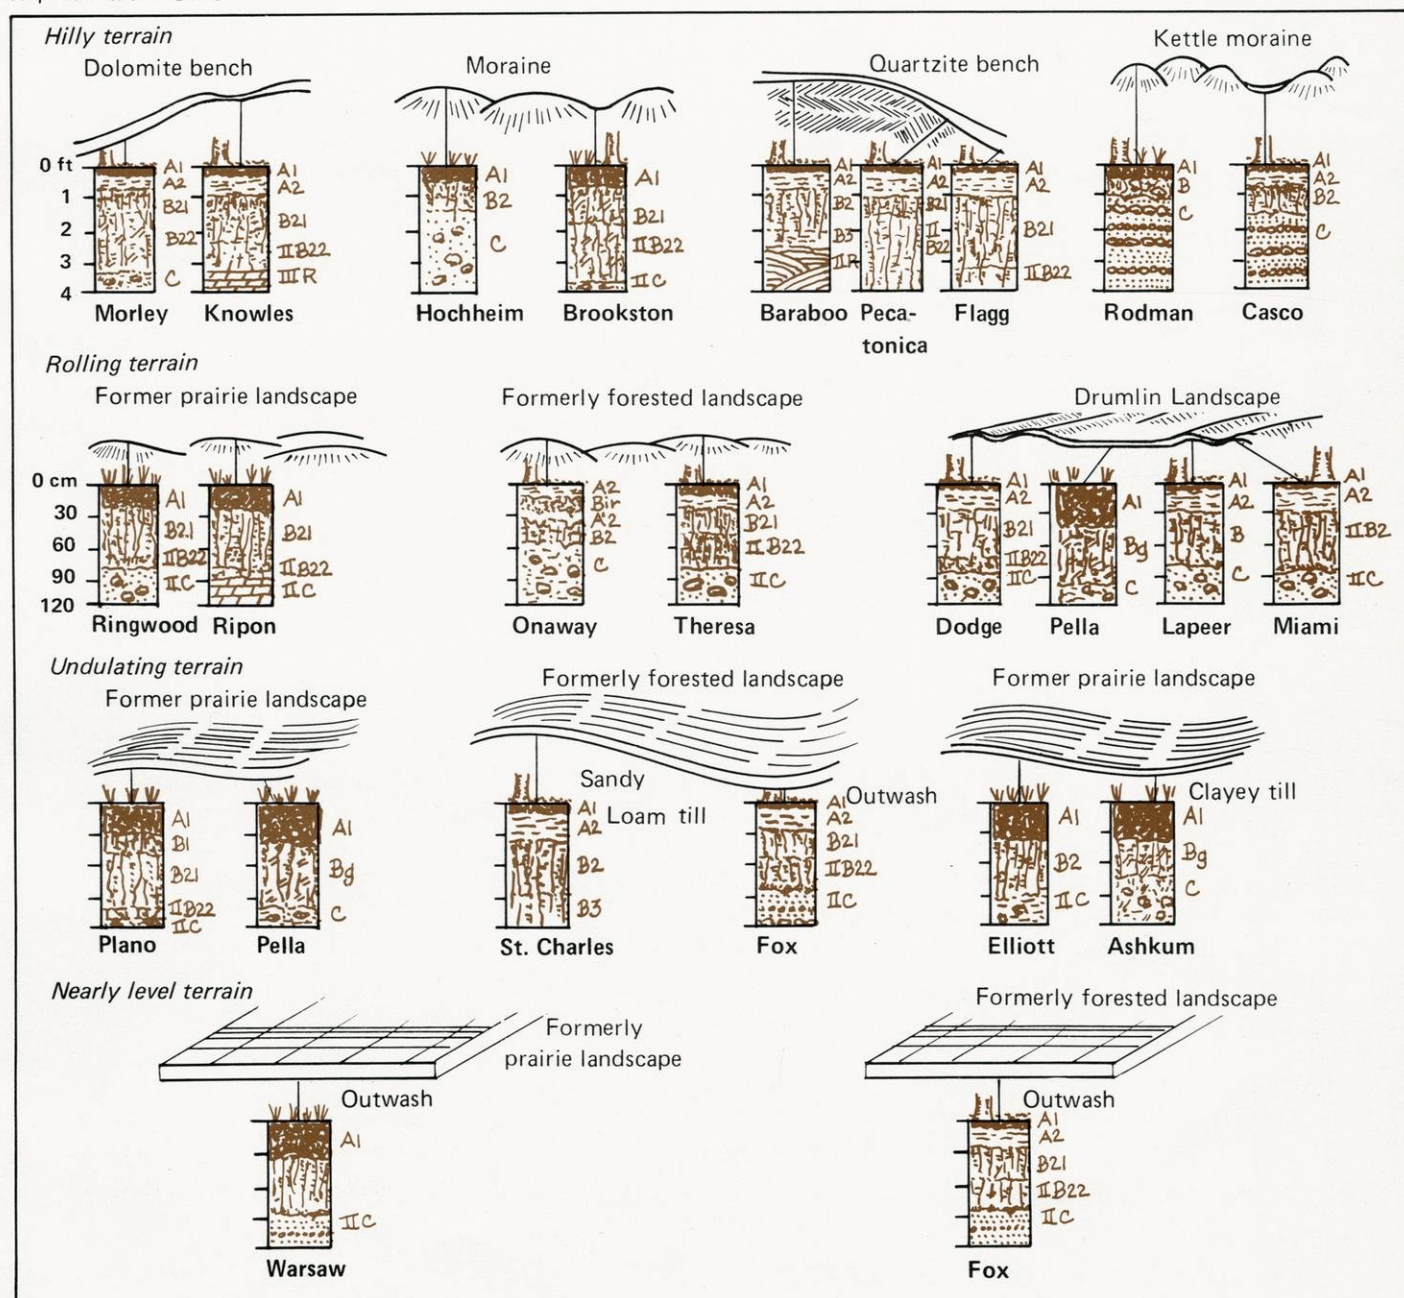 Hilly terrain
Dolomite bench
Moraine
Quartzite bench
Kettle moraine
0 ft
1
2
3
4
A1
A2
B21
B22
C
Morley
A1
A2
B21
IIB22
IIIR
Knowles
A1
B2
C
Hochheim
A1
B21
IIB22
IIC
Brookston
A1
A2
B2
B3
IIR
Baraboo
A1
A2
B21
II
B22
Peca-
tonica
A1
A2
B21
IIB22
Flagg
A1
B
C
Rodman
A1
A2
B2
C
Casco
Rolling terrain
Former prairie landscape
Formerly forested landscape
Drumlin Landscape
0 cm
30
60
90
120
A1
B21
IIB22
IIC
Ringwood
A1
B21
IIB22
IIC
Ripon
A2
Bir
A'2
B2
C
Onaway
A1
A2
B21
IIB22
C
Theresa
A1
A2
B21
IIB22
IIC
Dodge
A1
Bg
C
Pella
A1
A2
B
C
Lapeer
A1
A2
IIB2
IIC
Miami
Undulating terrain
Former prairie landscape
Formerly forested landscape
Former prairie landscape
A1
B1
B21
IIB22
IIC
Plano
A1
Bg
C
Pella
Sandy
Loam till
A1
A2
B2
B3
St. Charles
Outwash
A1
A2
B21
IIB22
IIC
Fox
A1
B2
IIC
Elliott
Clayey till
A1
Bg
C
Ashkum
Nearly level terrain
Formerly
prairie landscape
Outwash
A1
IIC
Warsaw
Formerly forested landscape
Outwash
A1
A2
B21
IIB22
IIC
Fox